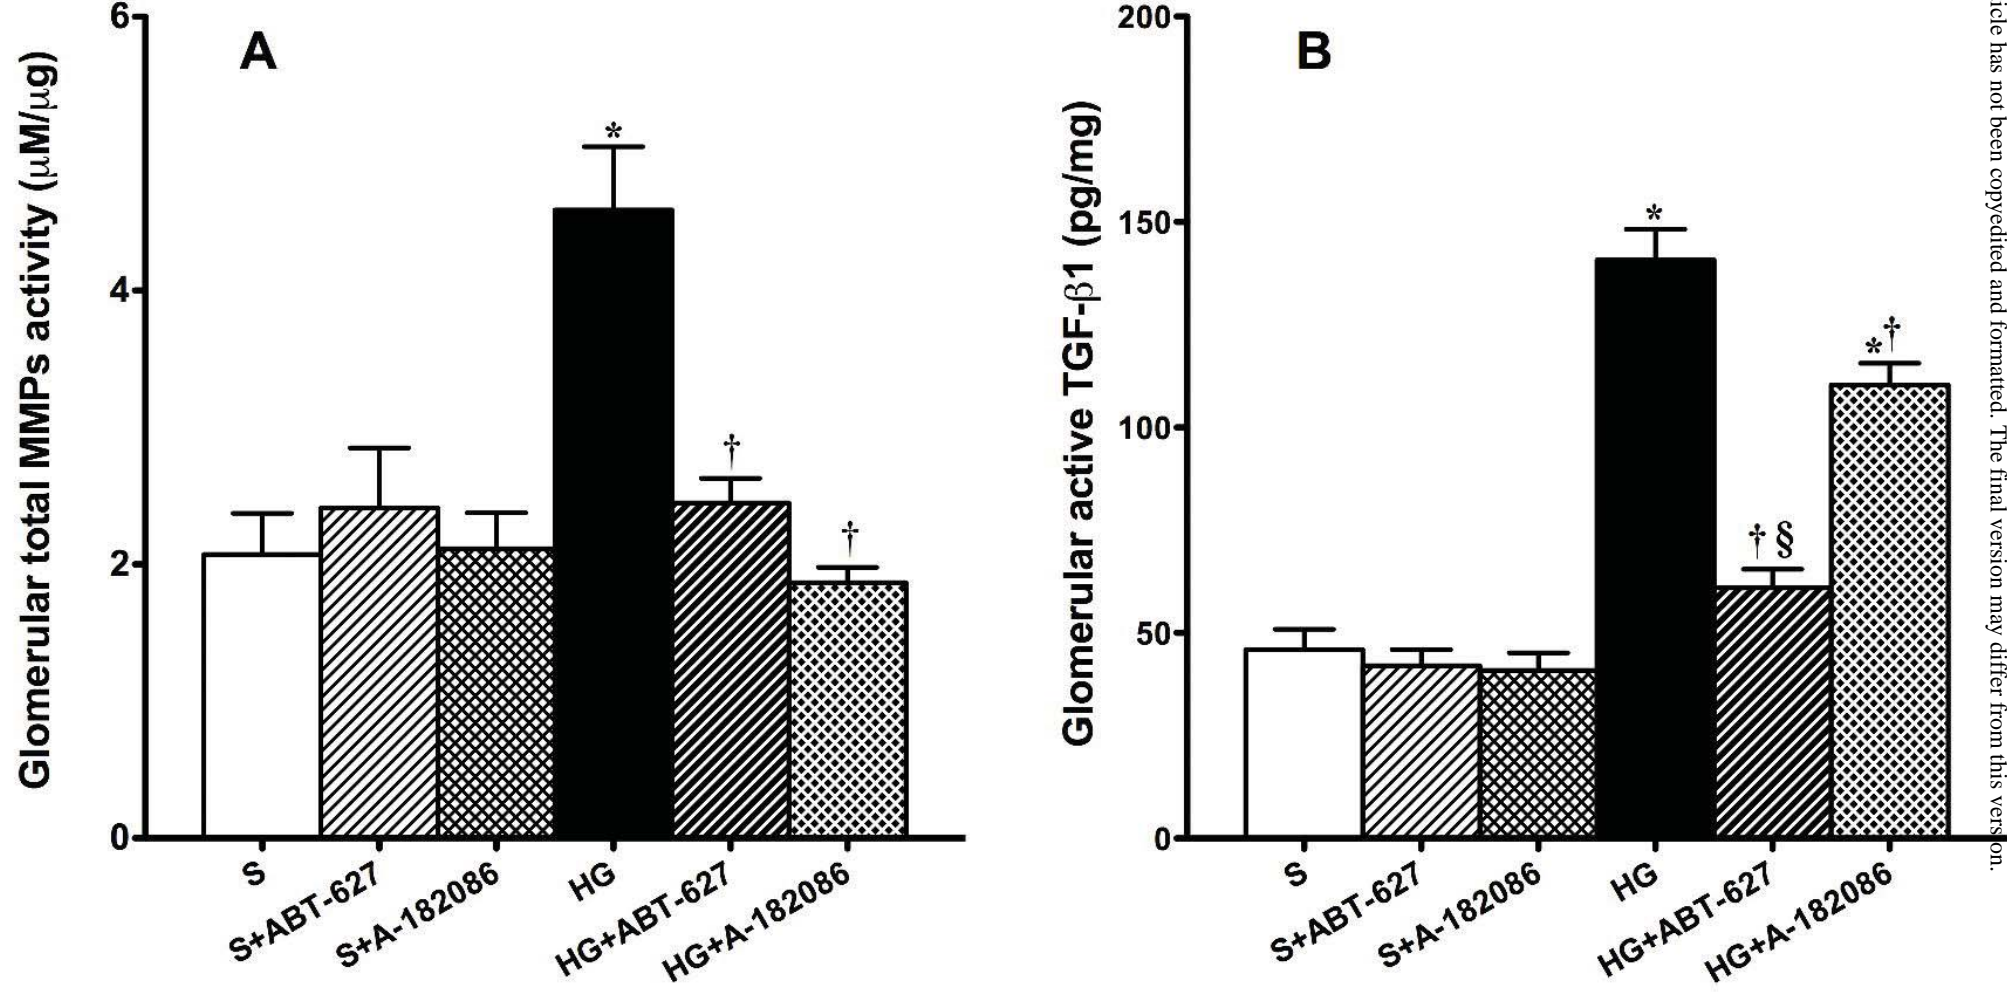 A
Glomerular total MMPs activity (μM/μg)
6
4
2
0
*
†
†
S
S+ABT-627
S+A-182086
HG
HG+ABT-627
HG+A-182086
B
Glomerular active TGF-β1 (pg/mg)
200
150
100
50
0
*
† §
*†
S
S+ABT-627
S+A-182086
HG
HG+ABT-627
HG+A-182086
has not been copyedited and formatted. The final version may differ from this version.